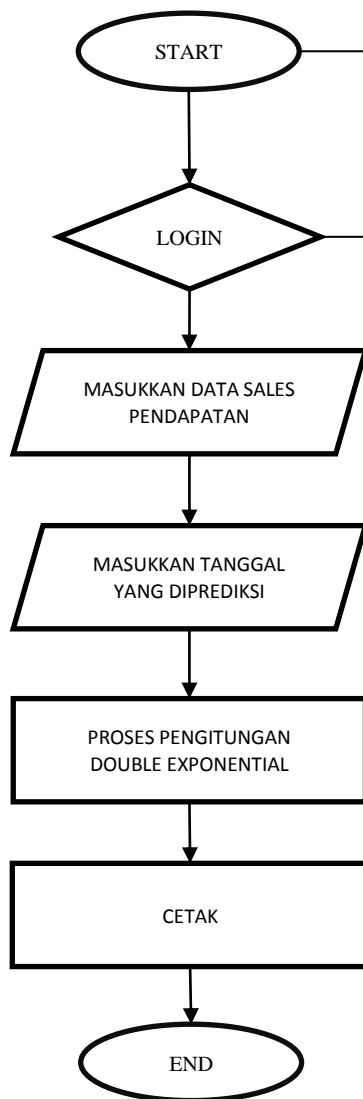 START
LOGIN
MASUKKAN DATA SALES
PENDAPATAN
MASUKKAN TANGGAL
YANG DIPREDIKSI
PROSES PENGITUNGAN
DOUBLE EXPONENTIAL
CETAK
END